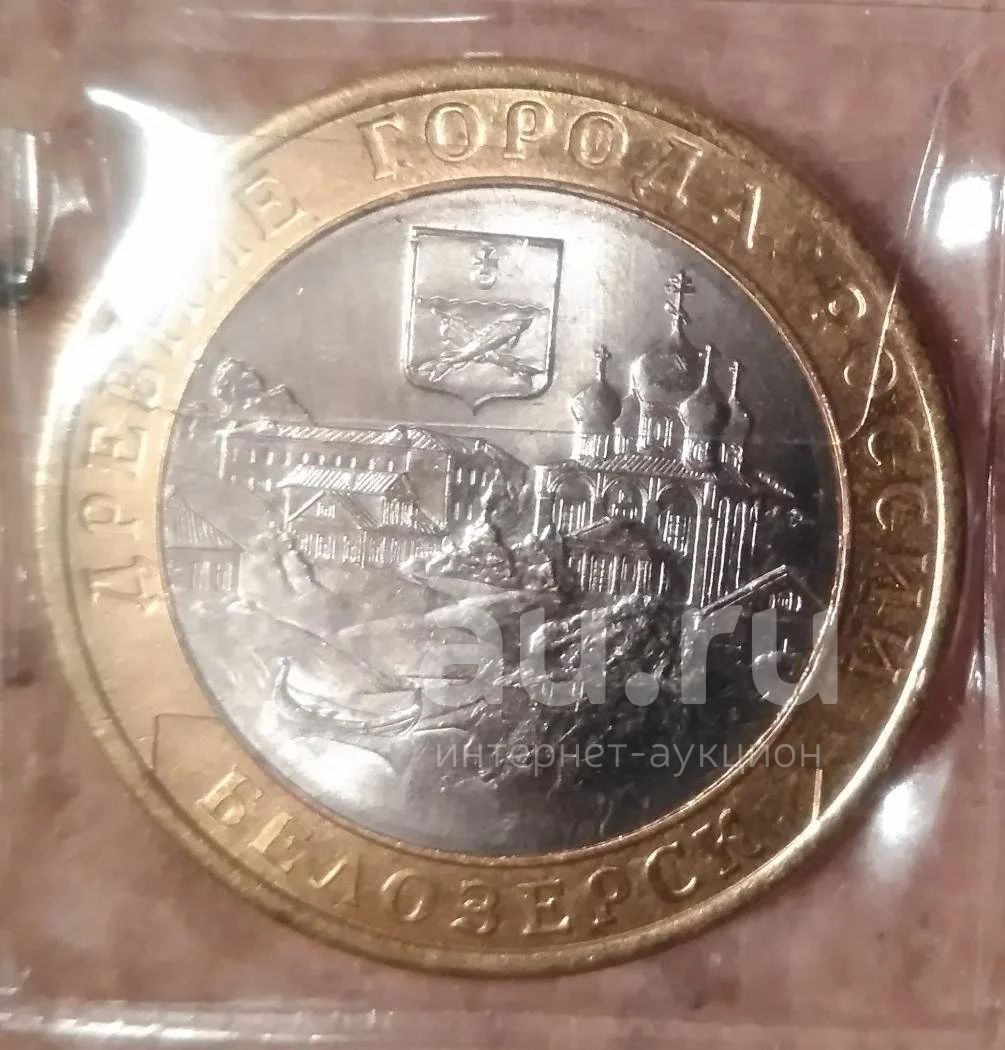 ДРЕВНИЕ ГОРОДА РОССИИ
БЕЛОЗЕРСК
au.ru
интернет-аукцион